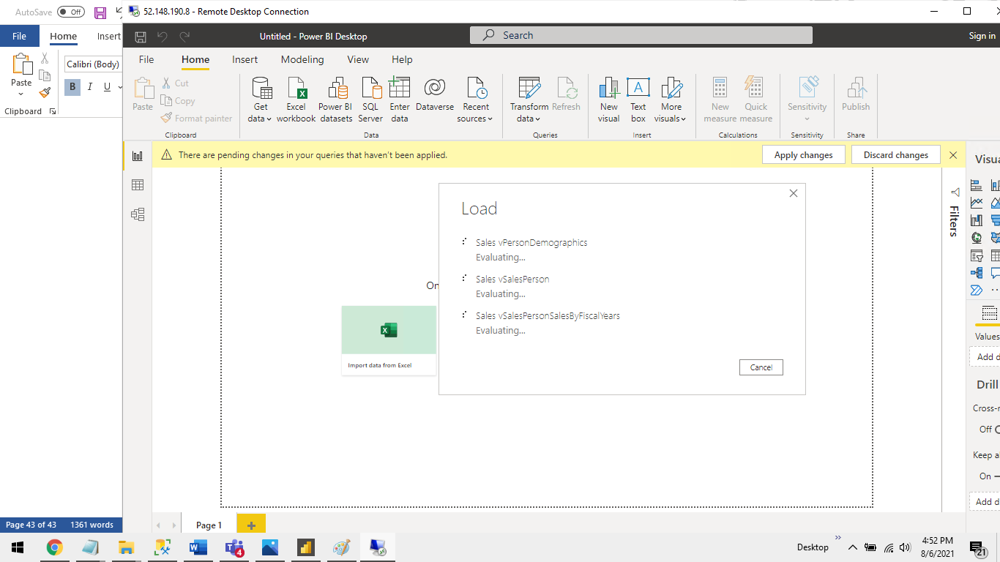 AutoSave Off
52.148.190.8 - Remote Desktop Connection
File Home Insert
Paste
Calibri (Body)
B I U
Clipboard
Untitled - Power BI Desktop
Search
Sign in
File Home Insert Modeling View Help
Paste
Cut
Copy
Format painter
Clipboard
Get data
Excel workbook
Power BI datasets
SQL Server
Enter data
Dataverse
Recent sources
Data
Transform data
Refresh
Queries
New visual
Text box
More visuals
Insert
New measure
Quick measure
Calculations
Sensitivity
Sensitivity
Publish
Share
There are pending changes in your queries that haven't been applied.
Apply changes
Discard changes
Load
Sales vPersonDemographics
Evaluating...
Sales vSalesPerson
Evaluating...
Sales vSalesPersonSalesByFiscalYears
Evaluating...
Cancel
On
Import data from Excel
Filters
Visua
Values
Add d
Drill
Cross-r
Off
Keep a
On
Add d
Page 1
Page 43 of 43 1361 words
4
Desktop
4:52 PM
8/6/2021
21